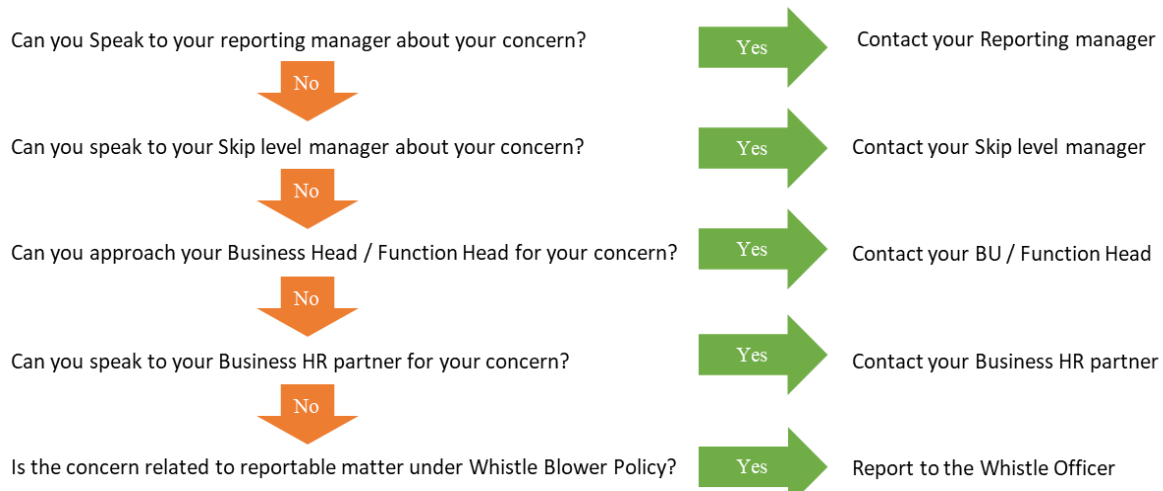 Can you Speak to your reporting manager about your concern?
Yes
Contact your Reporting manager
No
Can you speak to your Skip level manager about your concern?
Yes
Contact your Skip level manager
No
Can you approach your Business Head / Function Head for your concern?
Yes
Contact your BU / Function Head
No
Can you speak to your Business HR partner for your concern?
Yes
Contact your Business HR partner
No
Is the concern related to reportable matter under Whistle Blower Policy?
Yes
Report to the Whistle Officer